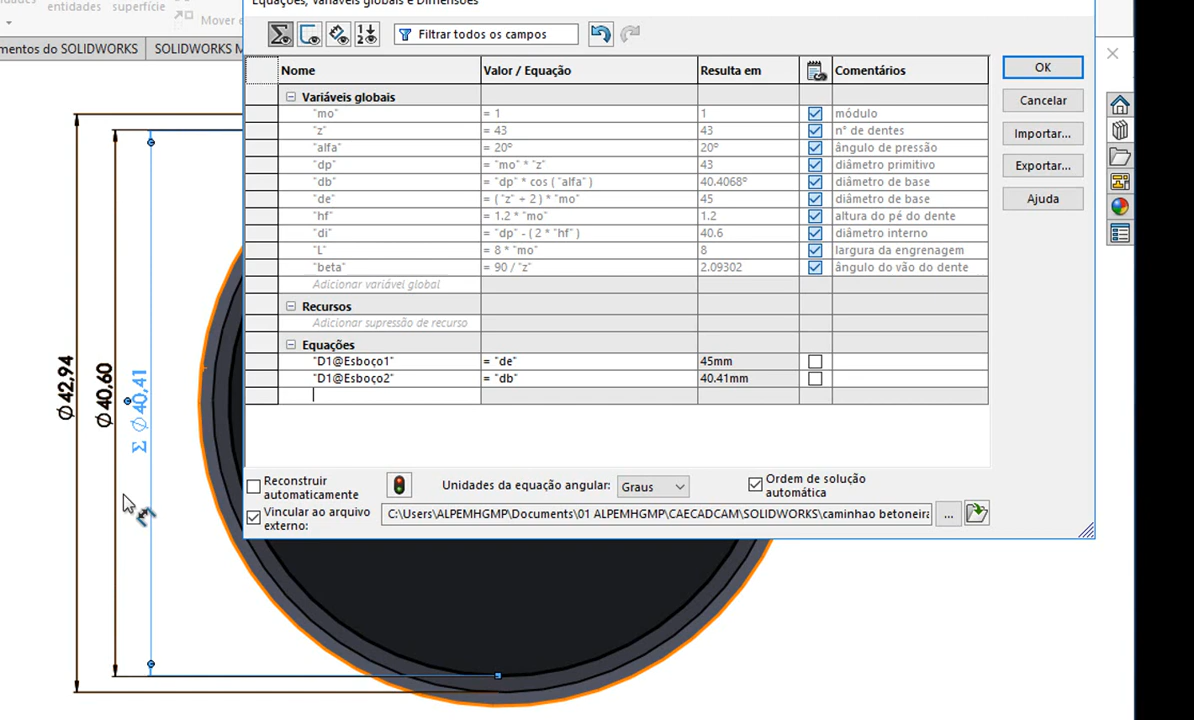 Equações, Variáveis globais e Dimensões
entidades
superfície
Mover e
mentos do SOLIDWORKS
SOLIDWORKS M
Filtrar todos os campos
Nome Valor / Equação Resulta em Comentários
Variáveis globais
"mo" = 1 1 módulo
"z" = 43 43 n° de dentes
"alfa" = 20º 20º ângulo de pressão
"dp" = "mo" * "z" 43 diâmetro primitivo
"db" = "dp" * cos ( "alfa" ) 40.4068º diâmetro de base
"de" = ( "z" + 2 ) * "mo" 45 diâmetro de base
"hf" = 1.2 * "mo" 1.2 altura do pé do dente
"di" = "dp" - ( 2 * "hf" ) 40.6 diâmetro interno
"L" = 8 * "mo" 8 largura da engrenagem
"beta" = 90 / "z" 2.09302 ângulo do vão do dente
Adicionar variável global
Recursos
Adicionar supressão de recurso
Equações
"D1@Esboço1" = "de" 45mm
"D1@Esboço2" = "db" 40.41mm
OK
Cancelar
Importar...
Exportar...
Ajuda
Reconstruir
automaticamente
Unidades da equação angular: Graus
Ordem de solução
automática
Vincular ao arquivo
externo:
C:\Users\ALPEMHGMP\Documents\01 ALPEMHGMP\CAECADCAM\SOLIDWORKS\caminhao betoneira
...
Ø42,94
Ø40,60
Σ Ø40,41